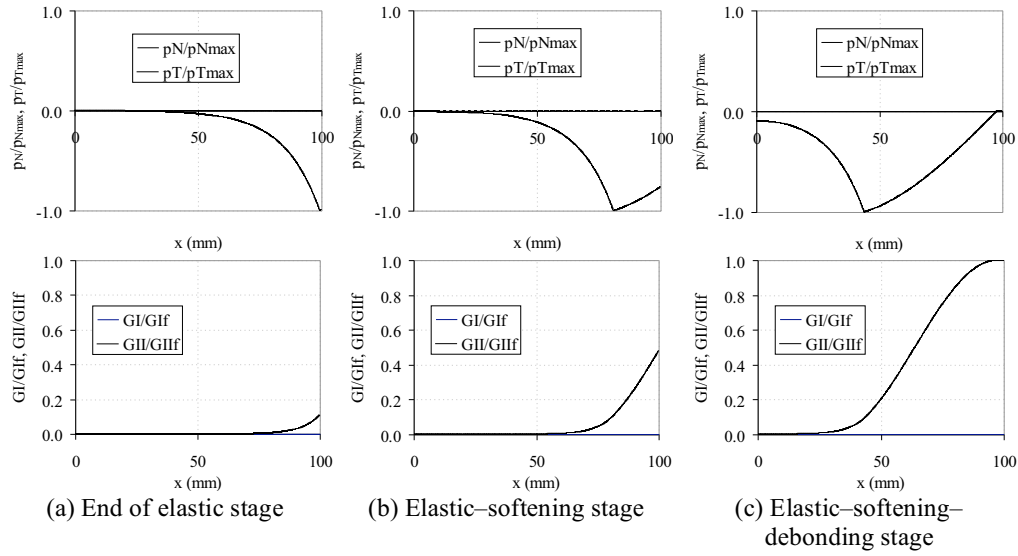 1.0
0.0
-1.0
0
50
100
pN/pNmax, pT/pTmax
x (mm)
pN/pNmax
pT/pTmax
1.0
0.0
-1.0
0
50
100
pN/pNmax, pT/pTmax
x (mm)
pN/pNmax
pT/pTmax
1.0
0.0
-1.0
0
50
100
pN/pNmax, pT/pTmax
x (mm)
pN/pNmax
pT/pTmax
1.0
0.8
0.6
0.4
0.2
0.0
0
50
100
GI/GIf, GII/GIIf
x (mm)
GI/GIf
GII/GIIf
(a) End of elastic stage
1.0
0.8
0.6
0.4
0.2
0.0
0
50
100
GI/GIf, GII/GIIf
x (mm)
GI/GIf
GII/GIIf
(b) Elastic–softening stage
1.0
0.8
0.6
0.4
0.2
0.0
0
50
100
GI/GIf, GII/GIIf
x (mm)
GI/GIf
GII/GIIf
(c) Elastic–softening–
debonding stage